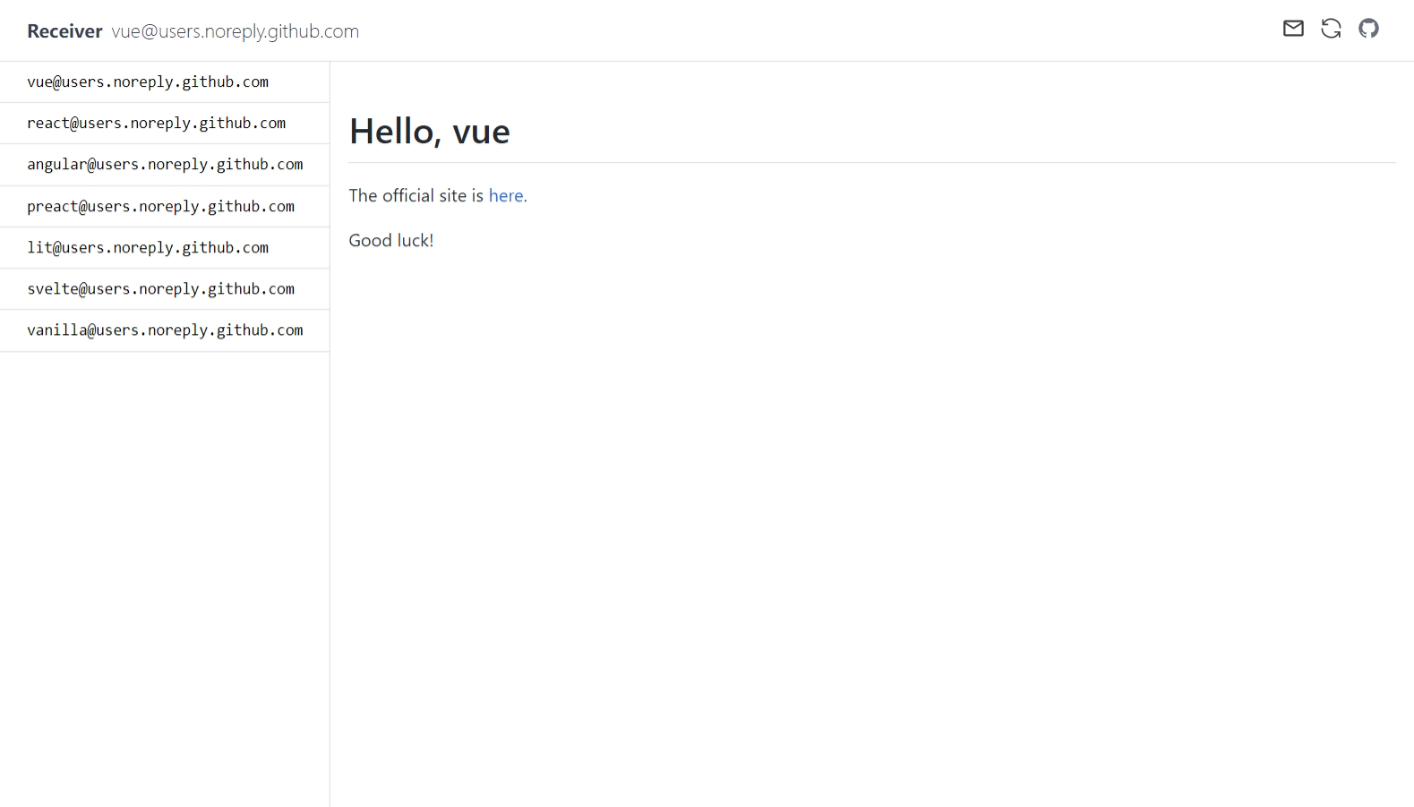 Receiver vue@users.noreply.github.com
vue@users.noreply.github.com
react@users.noreply.github.com
angular@users.noreply.github.com
preact@users.noreply.github.com
lit@users.noreply.github.com
svelte@users.noreply.github.com
vanilla@users.noreply.github.com
Hello, vue
The official site is here.
Good luck!